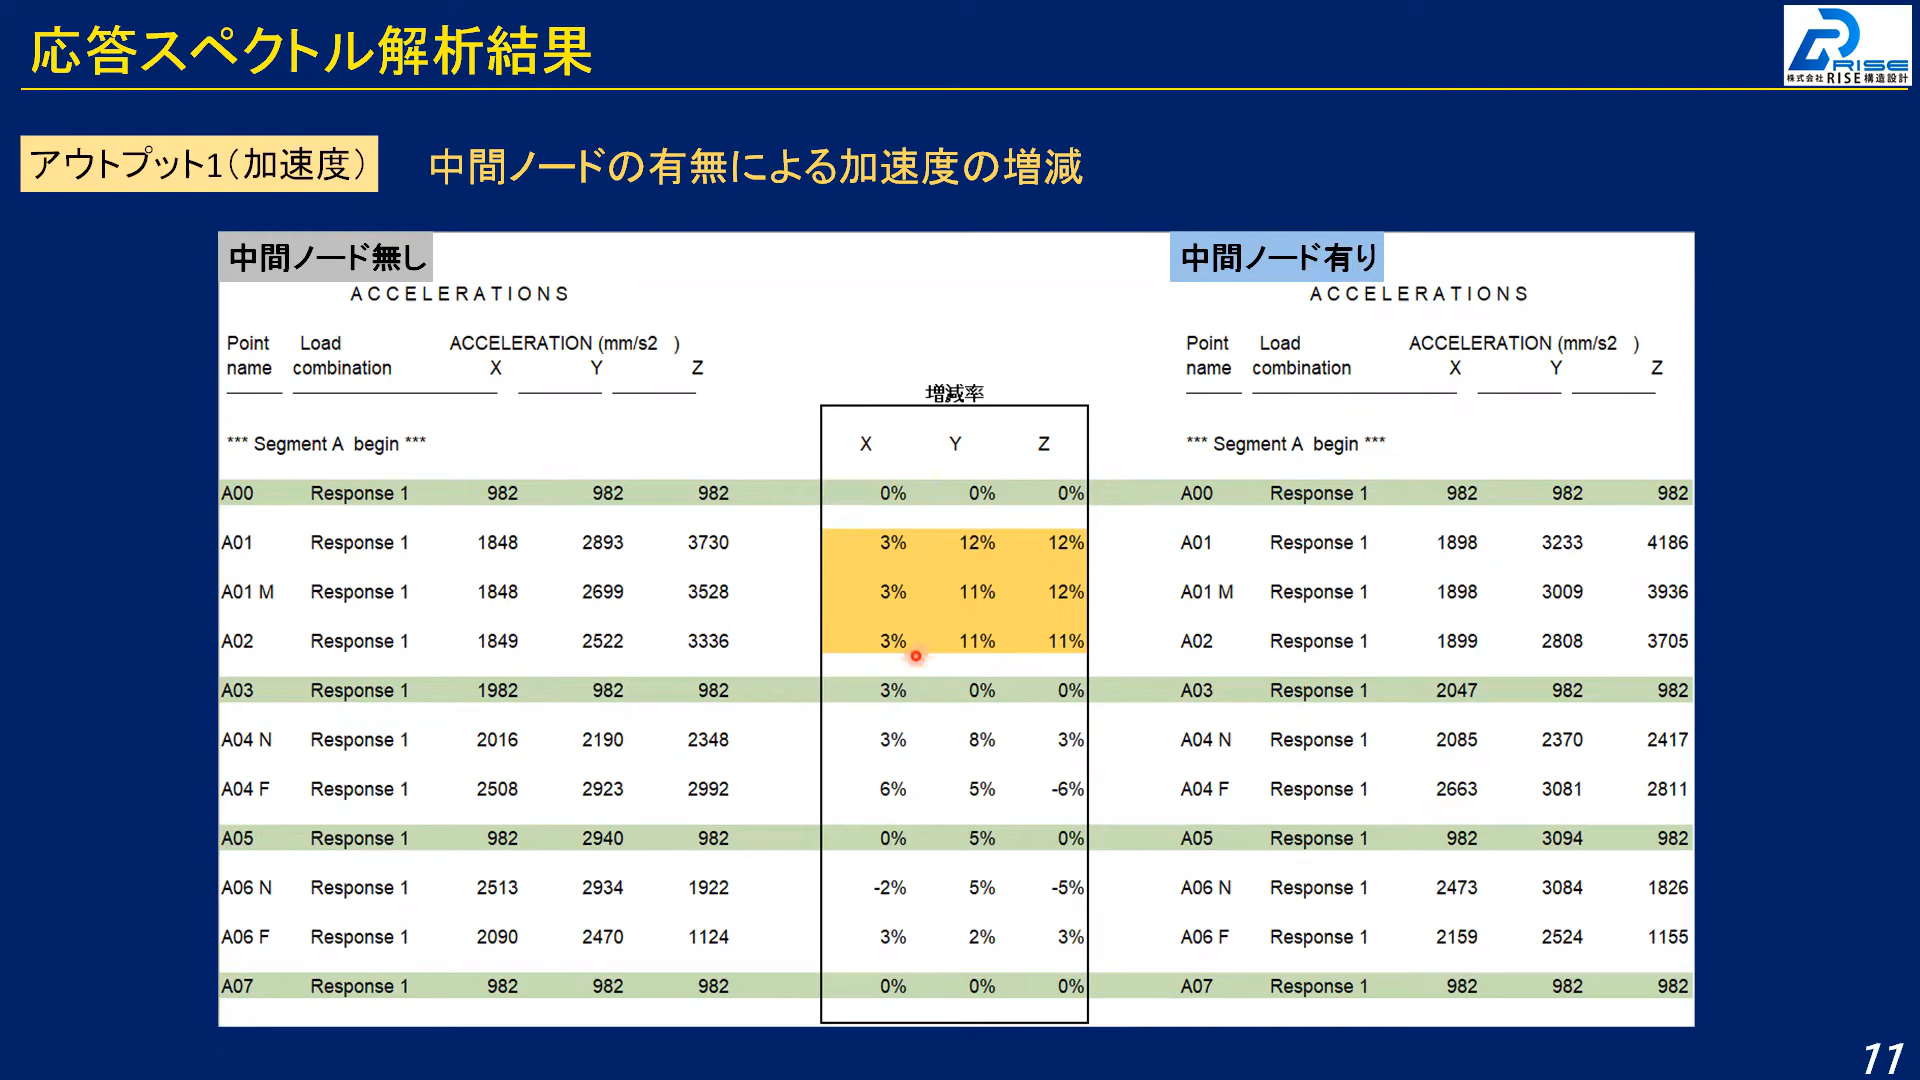 応答スペクトル解析結果
RISE
株式会社RISE構造設計
アウトプット1（加速度）
中間ノードの有無による加速度の増減
中間ノード無し
中間ノード有り
ACCELERATIONS
ACCELERATIONS
Point Load ACCELERATION (mm/s2 )
name combination X Y Z
Point Load ACCELERATION (mm/s2 )
name combination X Y Z
増減率
*** Segment A begin *** X Y Z *** Segment A begin ***
A00 Response 1 982 982 982 0% 0% 0% A00 Response 1 982 982 982
A01 Response 1 1848 2893 3730 3% 12% 12% A01 Response 1 1898 3233 4186
A01 M Response 1 1848 2699 3528 3% 11% 12% A01 M Response 1 1898 3009 3936
A02 Response 1 1849 2522 3336 3% 11% 11% A02 Response 1 1899 2808 3705
A03 Response 1 1982 982 982 3% 0% 0% A03 Response 1 2047 982 982
A04 N Response 1 2016 2190 2348 3% 8% 3% A04 N Response 1 2085 2370 2417
A04 F Response 1 2508 2923 2992 6% 5% -6% A04 F Response 1 2663 3081 2811
A05 Response 1 982 2940 982 0% 5% 0% A05 Response 1 982 3094 982
A06 N Response 1 2513 2934 1922 -2% 5% -5% A06 N Response 1 2473 3084 1826
A06 F Response 1 2090 2470 1124 3% 2% 3% A06 F Response 1 2159 2524 1155
A07 Response 1 982 982 982 0% 0% 0% A07 Response 1 982 982 982
11